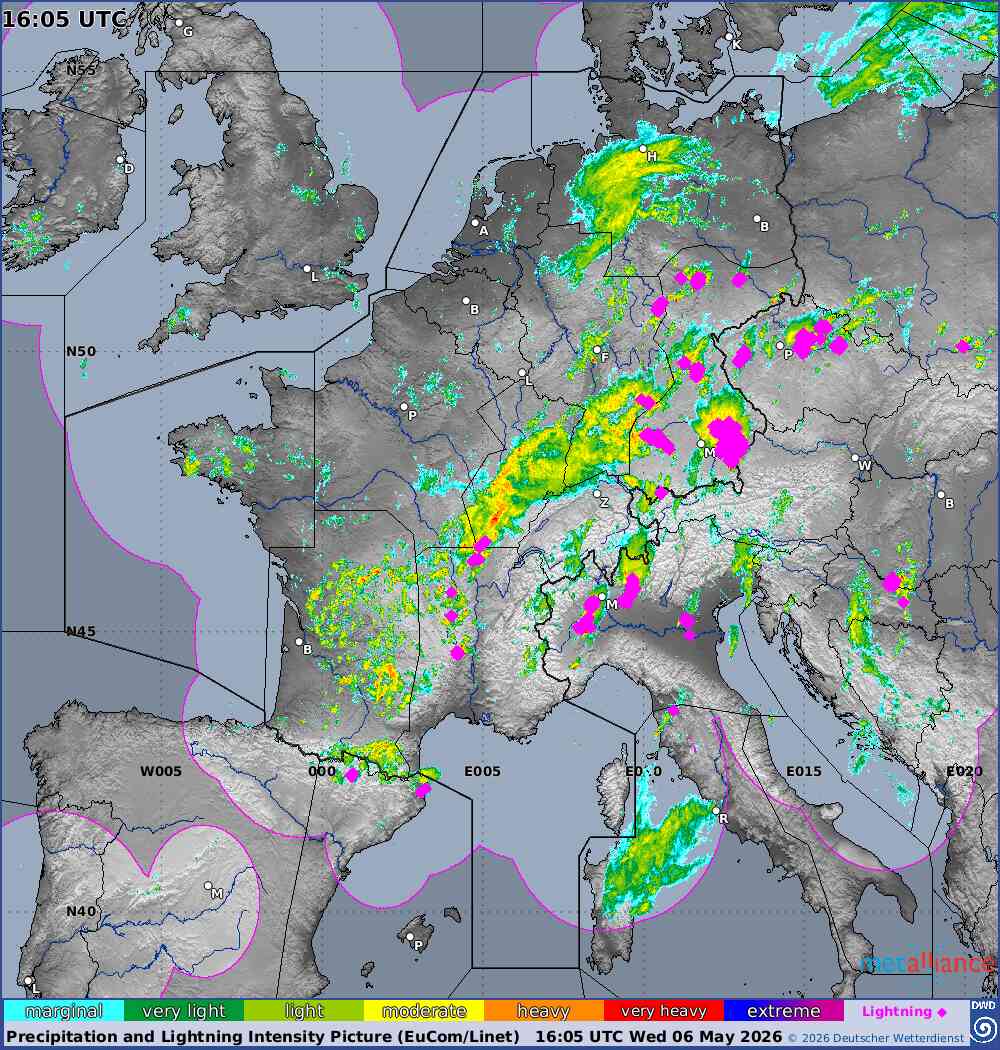 16:05 UTC
G
K
N55
D
H
A
B
L
B
N50
F
P
L
P
M
W
Z
B
M
N45
B
W005
000
E005
E010
E015
E020
R
M
N40
P
L
metalliance
marginal very light light moderate heavy very heavy extreme Lightning
DWD
Precipitation and Lightning Intensity Picture (EuCom/Linet) 16:05 UTC Wed 06 May 2026 © 2026 Deutscher Wetterdienst